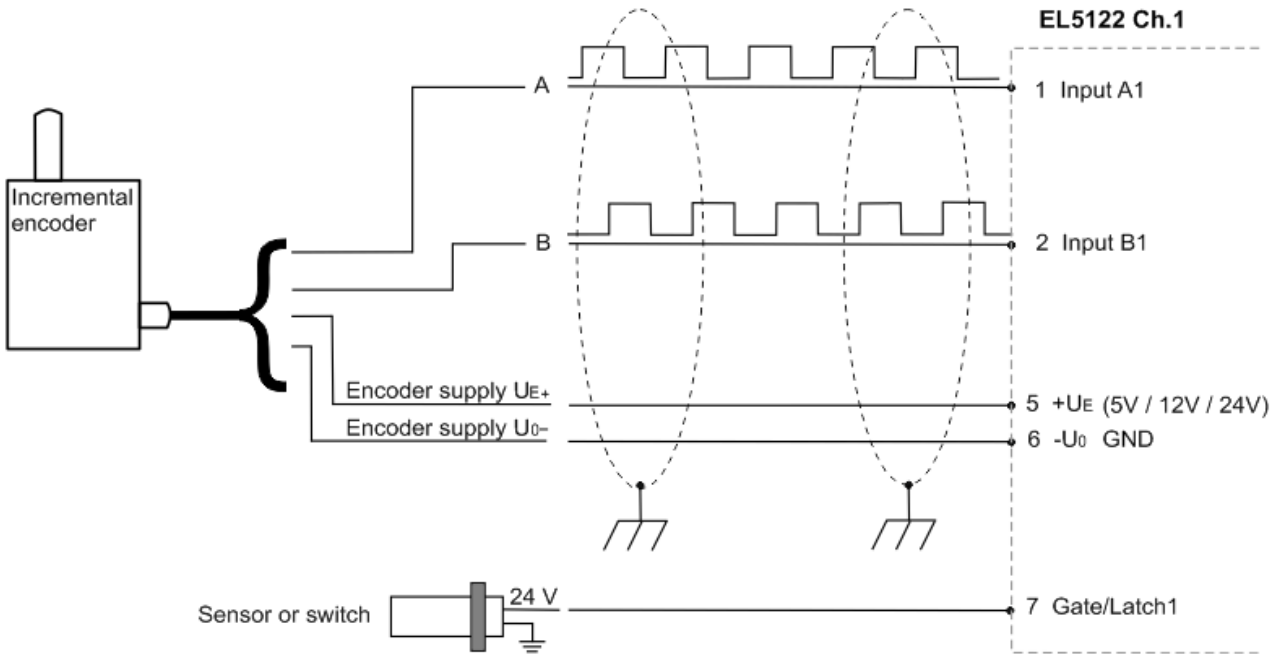 EL5122 Ch.1
A
1 Input A1
Incremental
encoder
B
2 Input B1
Encoder supply UE+
5 +UE (5V / 12V / 24V)
Encoder supply U0-
6 -U0 GND
24 V
Sensor or switch
7 Gate/Latch1